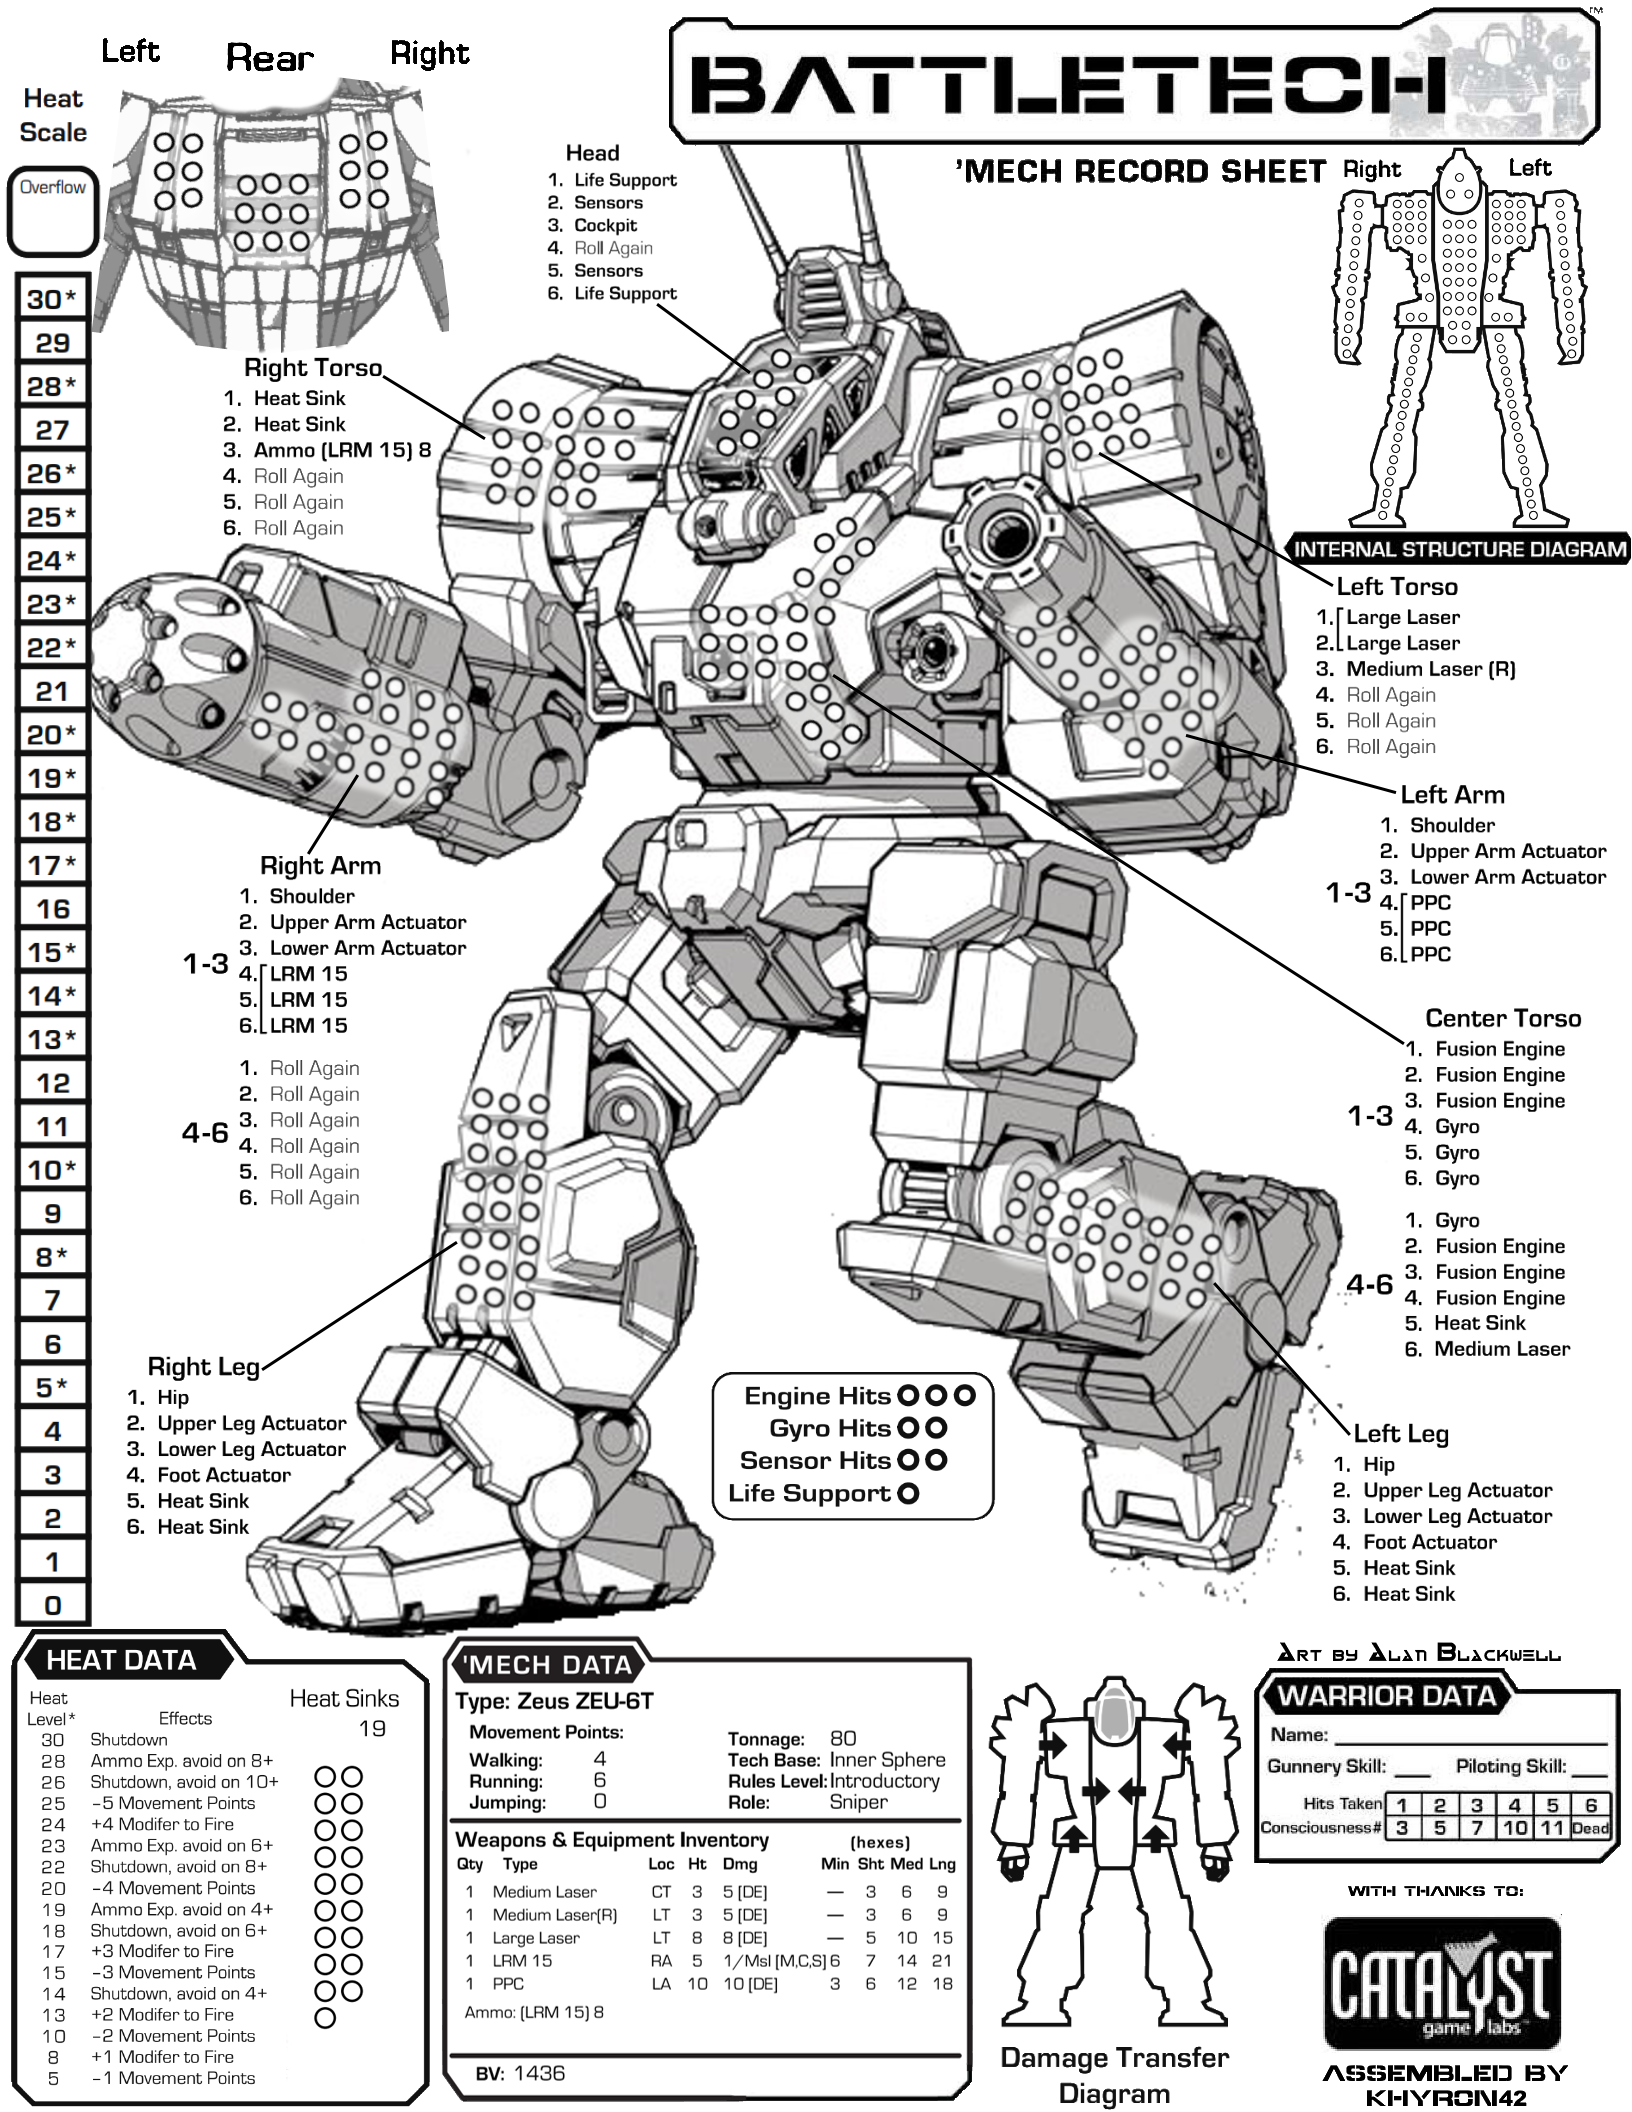 BATTLETECH
TM
'MECH RECORD SHEET
Left
Rear
Right
Heat
Scale
Overflow
30*
29
28*
27
26*
25*
24*
23*
22*
21
20*
19*
18*
17*
16
15*
14*
13*
12
11
10*
9
8*
7
6
5*
4
3
2
1
0
Head
1. Life Support
2. Sensors
3. Cockpit
4. Roll Again
5. Sensors
6. Life Support
Right
Left
INTERNAL STRUCTURE DIAGRAM
Right Torso
1. Heat Sink
2. Heat Sink
3. Ammo (LRM 15) 8
4. Roll Again
5. Roll Again
6. Roll Again
Left Torso
1. Large Laser
2. Large Laser
3. Medium Laser (R)
4. Roll Again
5. Roll Again
6. Roll Again
Left Arm
1. Shoulder
2. Upper Arm Actuator
3. Lower Arm Actuator
1-3
4. PPC
5. PPC
6. PPC
Right Arm
1. Shoulder
2. Upper Arm Actuator
3. Lower Arm Actuator
1-3
4. LRM 15
5. LRM 15
6. LRM 15
1. Roll Again
2. Roll Again
3. Roll Again
4-6
4. Roll Again
5. Roll Again
6. Roll Again
Center Torso
1. Fusion Engine
2. Fusion Engine
3. Fusion Engine
1-3
4. Gyro
5. Gyro
6. Gyro
1. Gyro
2. Fusion Engine
3. Fusion Engine
4-6
4. Fusion Engine
5. Heat Sink
6. Medium Laser
Right Leg
1. Hip
2. Upper Leg Actuator
3. Lower Leg Actuator
4. Foot Actuator
5. Heat Sink
6. Heat Sink
Engine Hits
Gyro Hits
Sensor Hits
Life Support
Left Leg
1. Hip
2. Upper Leg Actuator
3. Lower Leg Actuator
4. Foot Actuator
5. Heat Sink
6. Heat Sink
HEAT DATA
Heat
Level* Effects
30 Shutdown
28 Ammo Exp. avoid on 8+
26 Shutdown, avoid on 10+
25 -5 Movement Points
24 +4 Modifer to Fire
23 Ammo Exp. avoid on 6+
22 Shutdown, avoid on 8+
20 -4 Movement Points
19 Ammo Exp. avoid on 4+
18 Shutdown, avoid on 6+
17 +3 Modifer to Fire
15 -3 Movement Points
14 Shutdown, avoid on 4+
13 +2 Modifer to Fire
10 -2 Movement Points
8 +1 Modifer to Fire
5 -1 Movement Points
Heat Sinks
19
'MECH DATA
Type: Zeus ZEU-6T
Movement Points:
Walking: 4
Running: 6
Jumping: 0
Tonnage: 80
Tech Base: Inner Sphere
Rules Level: Introductory
Role: Sniper
Weapons & Equipment Inventory (hexes)
Qty Type Loc Ht Dmg Min Sht Med Lng
1 Medium Laser CT 3 5 [DE] — 3 6 9
1 Medium Laser(R) LT 3 5 [DE] — 3 6 9
1 Large Laser LT 8 8 [DE] — 5 10 15
1 LRM 15 RA 5 1/Msl [M,C,S] 6 7 14 21
1 PPC LA 10 10 [DE] 3 6 12 18
Ammo: (LRM 15) 8
BV: 1436
Damage Transfer
Diagram
Art by Alan Blackwell
WARRIOR DATA
Name:
Gunnery Skill: Piloting Skill:
Hits Taken 1 2 3 4 5 6
Consciousness# 3 5 7 10 11 Dead
WITH THANKS TO:
CATALYST
game labs
ASSEMBLED BY
KHYRON42